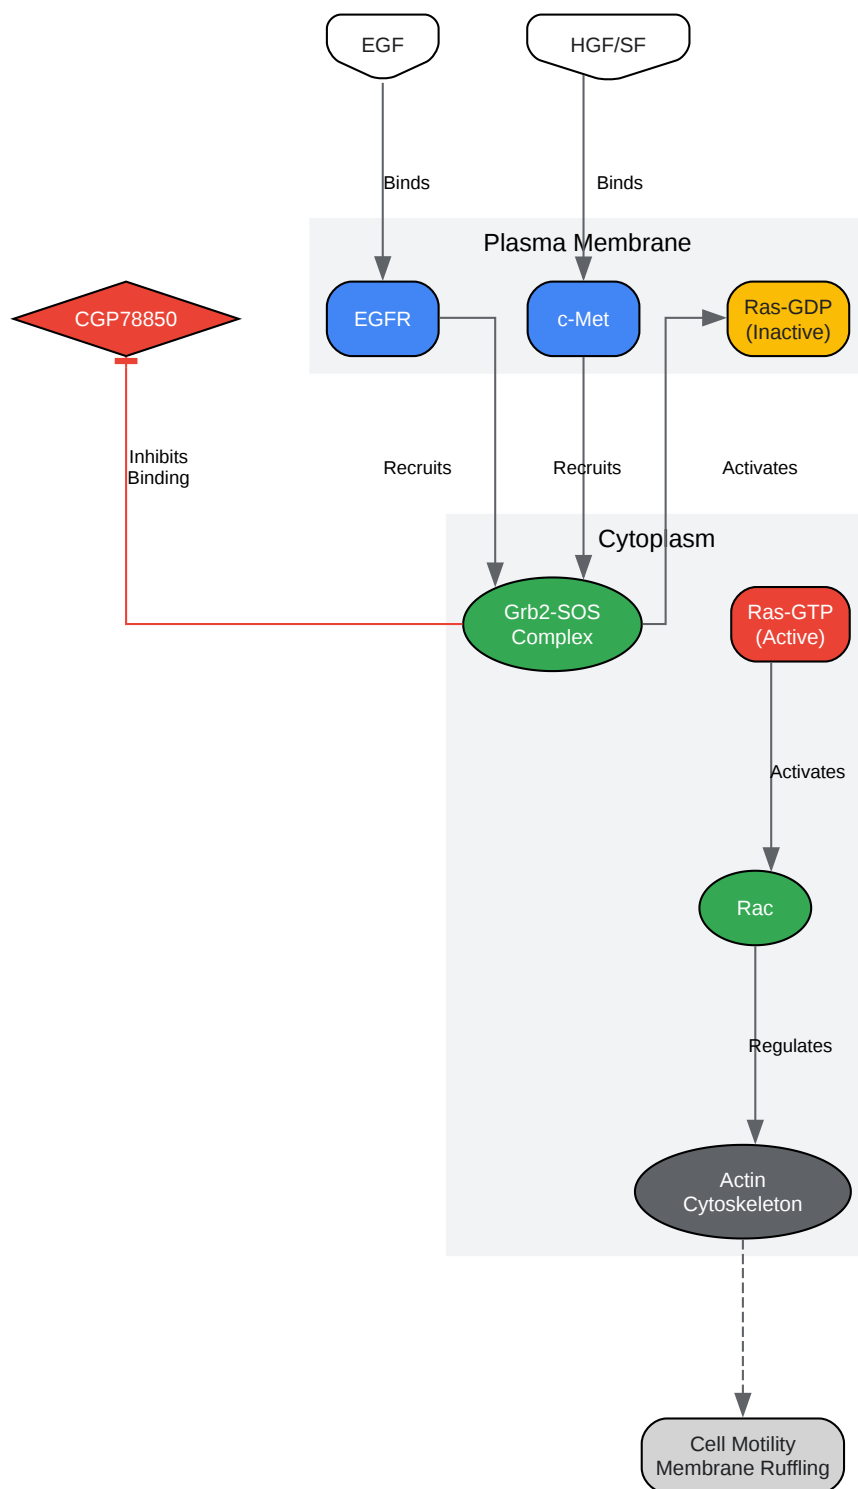 EGF
HGF/SF
Binds
Binds
Plasma Membrane
CGP78850
EGFR
c-Met
Ras-GDP
(Inactive)
Inhibits
Binding
Recruits
Recruits
Activates
Cytoplasm
Grb2-SOS
Complex
Ras-GTP
(Active)
Activates
Rac
Regulates
Actin
Cytoskeleton
Cell Motility
Membrane Ruffling